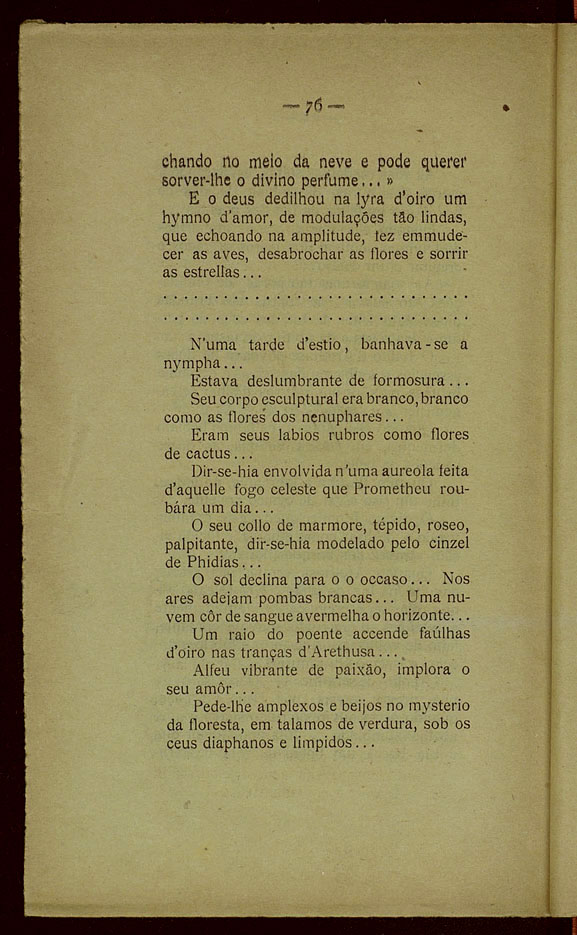 — 76 —
chando no meio da neve e pode querer
sorver-lhe o divino perfume... »
E o deus dedilhou na lyra d'oiro um
hymno d'amor, de modulações tão lindas,
que echoando na amplitude, fez emmude-
cer as aves, desabrochar as flores e sorrir
as estrellas...
. . . . . . . . . . . . . . . . . . . . . . . . . . . . . .
. . . . . . . . . . . . . . . . . . . . . . . . . . . . . .
N'uma tarde d'estio, banhava-se a
nympha...
Estava deslumbrante de formosura...
Seu corpo esculptural era branco, branco
como as flores dos nenuphares...
Eram seus labios rubros como flores
de cactus...
Dir-se-hia envolvida n'uma aureola feita
d'aquelle fogo celeste que Prometheu rou-
bára um dia...
O seu collo de marmore, tépido, roseo,
palpitante, dir-se-hia modelado pelo cinzel
de Phidias...
O sol declina para o o occaso... Nos
ares adejam pombas brancas... Uma nu-
vem côr de sangue avermelha o horizonte...
Um raio do poente accende faúlhas
d'oiro nas tranças d'Arethusa...
Alfeu vibrante de paixão, implora o
seu amôr...
Pede-lhe amplexos e beijos no mysterio
da floresta, em talamos de verdura, sob os
ceus diaphanos e limpidos...